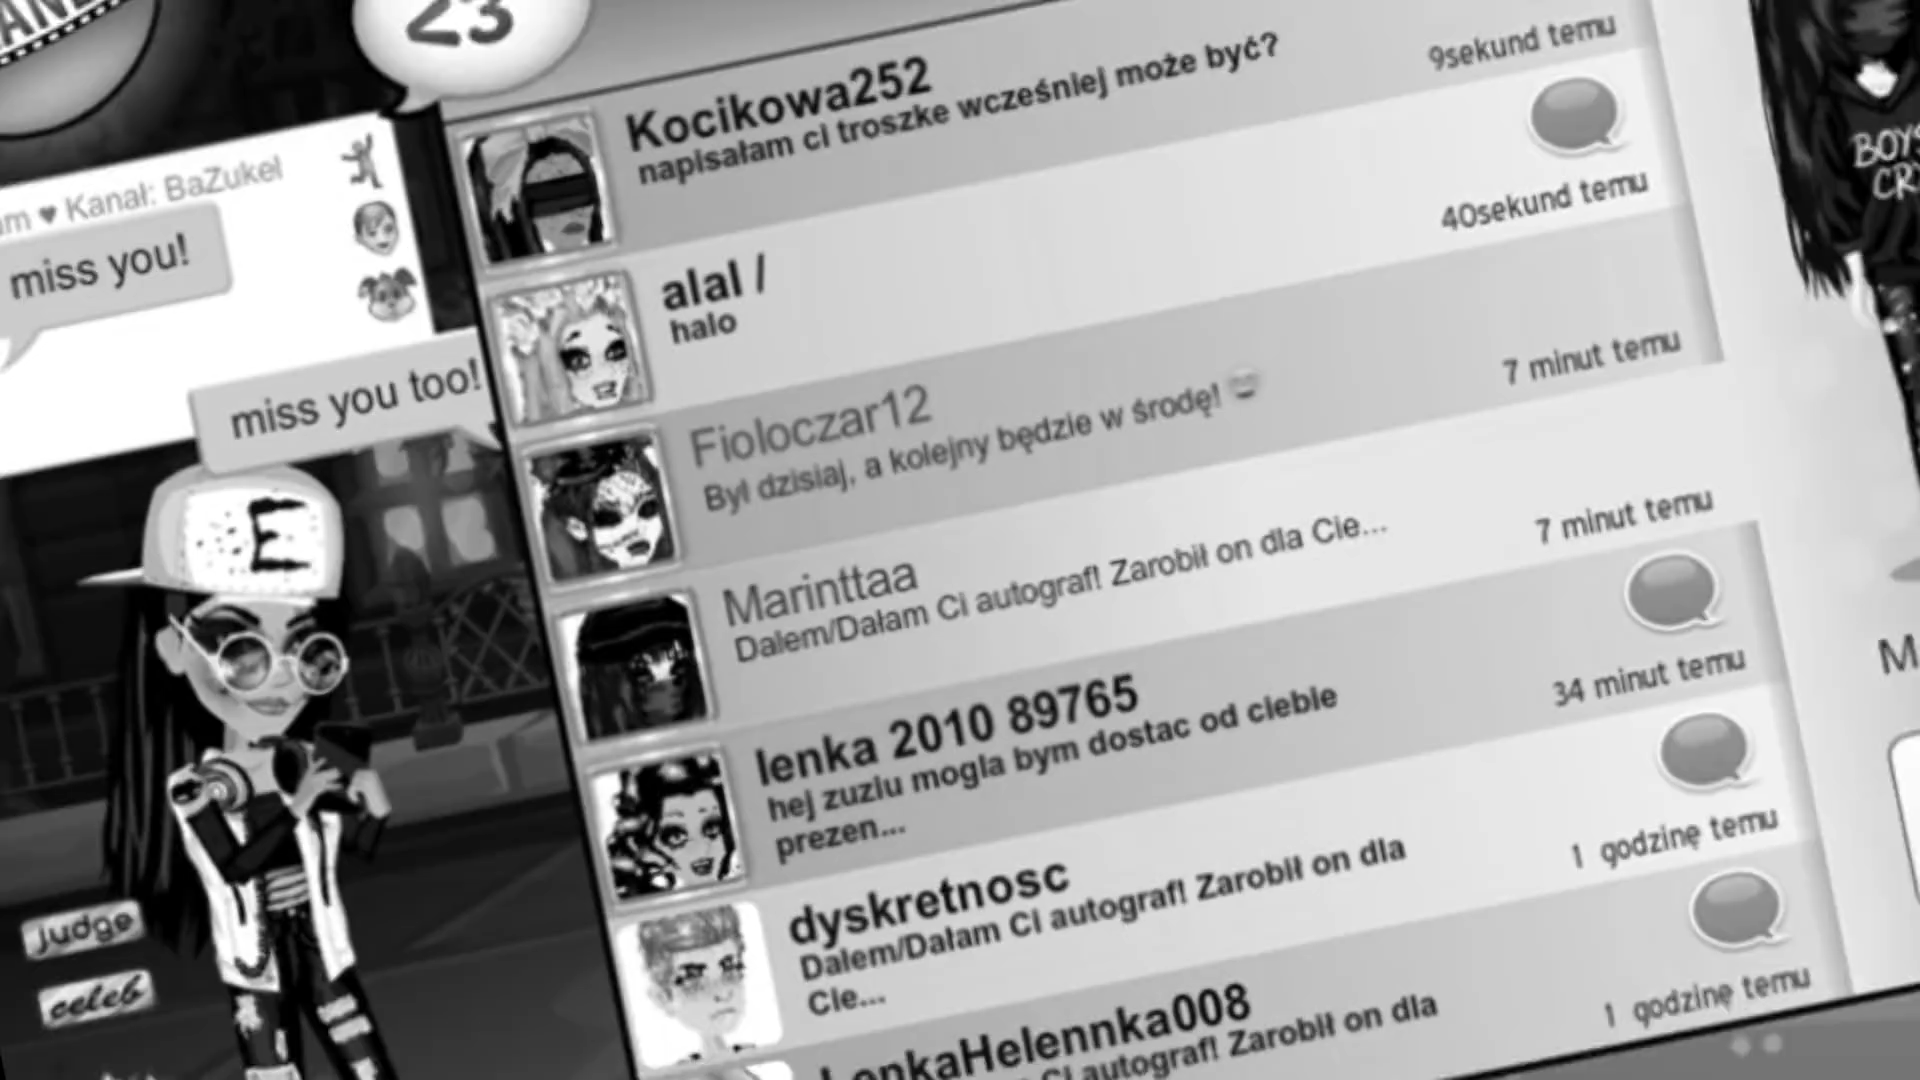 23
Kocikowa252
napisałam ci troszke wcześniej może być?
9sekund temu
alal /
halo
40sekund temu
Fioloczar12
Był dzisiaj, a kolejny będzie w środę!
7 minut temu
Marinttaa
Dałem/Dałam Ci autograf! Zarobił on dla Cie...
7 minut temu
lenka 2010 89765
hej zuziu mogla bym dostac od ciebie
prezen...
34 minut temu
dyskretnosc
Dałem/Dałam Ci autograf! Zarobił on dla
Cie...
1 godzinę temu
LenkaHelennka008
Ci autograf! Zarobił on dla
1 godzinę temu
♥ Kanał: BaZukel
miss you!
miss you too!
E
judge
celeb
BOYS